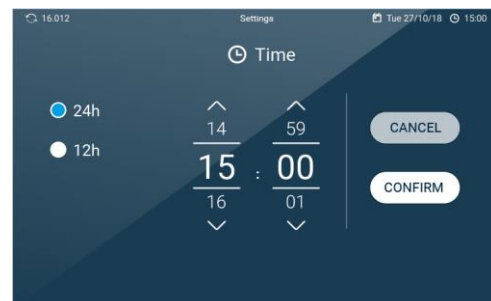 16.012 Settings Tue 27/10/18 15:00
Time
24h
12h
14 59
15 : 00
16 01
CANCEL
CONFIRM